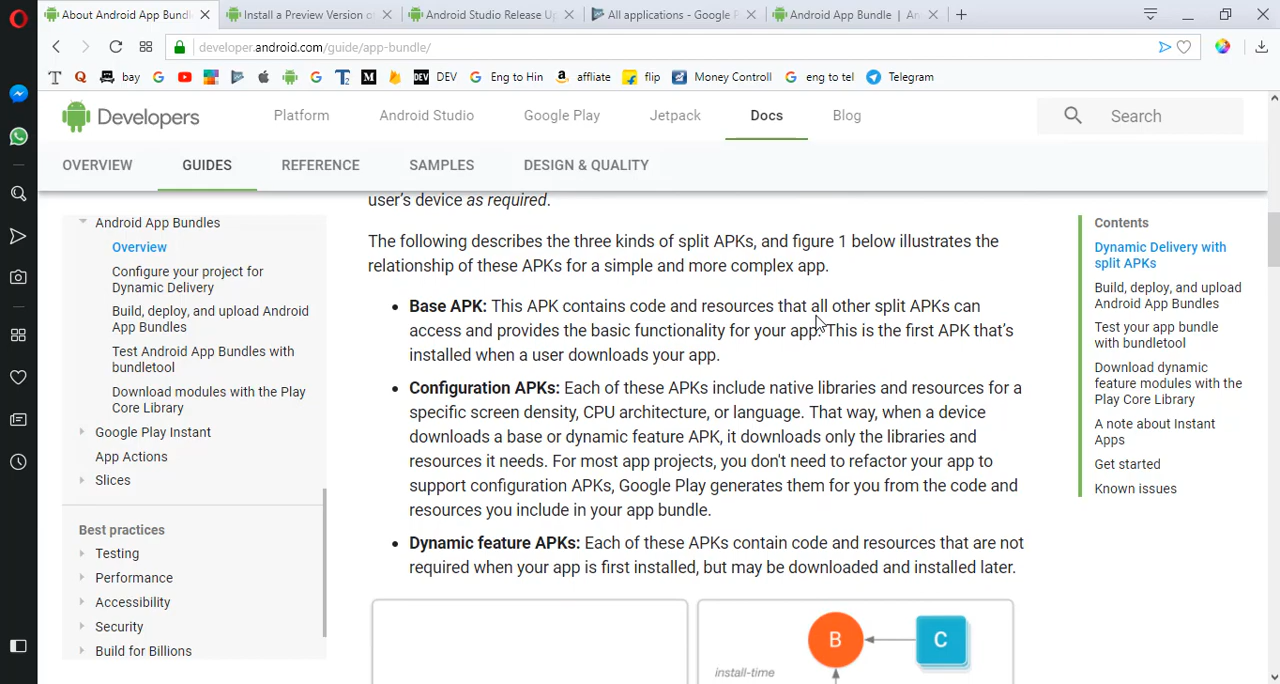 About Android App Bundl
Install a Preview Version o
Android Studio Release Up
All applications - Google P
Android App Bundle | An
developer.android.com/guide/app-bundle/
bay
DEV
DEV
Eng to Hin
affliate
flip
Money Controll
eng to tel
Telegram
Developers
Platform
Android Studio
Google Play
Jetpack
Docs
Blog
Search
OVERVIEW
GUIDES
REFERENCE
SAMPLES
DESIGN & QUALITY
Android App Bundles
Overview
Configure your project for
Dynamic Delivery
Build, deploy, and upload Android
App Bundles
Test Android App Bundles with
bundletool
Download modules with the Play
Core Library
Google Play Instant
App Actions
Slices
Best practices
Testing
Performance
Accessibility
Security
Build for Billions
user's device as required.
The following describes the three kinds of split APKs, and figure 1 below illustrates the
relationship of these APKs for a simple and more complex app.
• Base APK: This APK contains code and resources that all other split APKs can
access and provides the basic functionality for your app. This is the first APK that's
installed when a user downloads your app.
• Configuration APKs: Each of these APKs include native libraries and resources for a
specific screen density, CPU architecture, or language. That way, when a device
downloads a base or dynamic feature APK, it downloads only the libraries and
resources it needs. For most app projects, you don't need to refactor your app to
support configuration APKs, Google Play generates them for you from the code and
resources you include in your app bundle.
• Dynamic feature APKs: Each of these APKs contain code and resources that are not
required when your app is first installed, but may be downloaded and installed later.
B
C
install-time
Contents
Dynamic Delivery with
split APKs
Build, deploy, and upload
Android App Bundles
Test your app bundle
with bundletool
Download dynamic
feature modules with the
Play Core Library
A note about Instant
Apps
Get started
Known issues